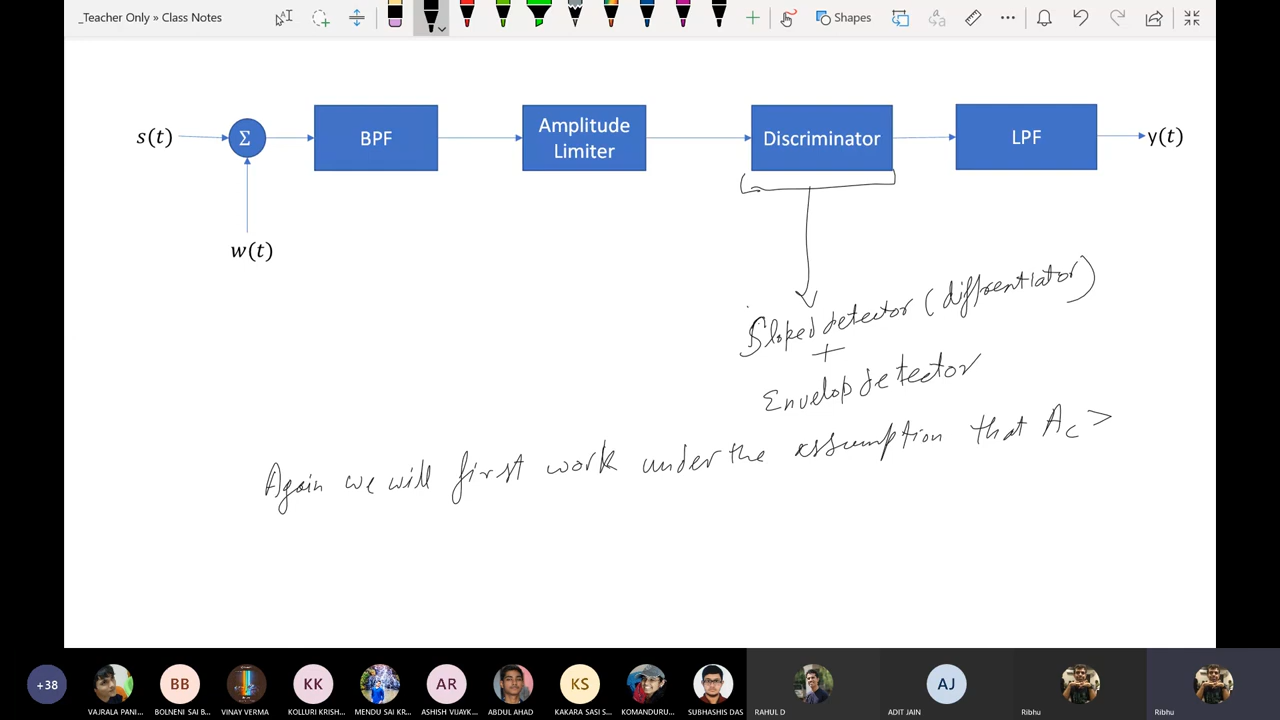 _Teacher Only » Class Notes
Shapes
s(t)
Σ
BPF
Amplitude
Limiter
Discriminator
LPF
y(t)
w(t)
Sloped detector (diffrentiator)
+
Envelop detector
Again we will first work under the assumption that Ac >
+38
BB
KK
AR
KS
AJ
VAJRALA PANI...
BOLNENI SAI B...
VINAY VERMA
KOLLURI KRISH...
MENDU SAI KR...
ASHISH VIJAYK...
ABDUL AHAD
KAKARA SASI S...
KOMANDURU...
SUBHASHIS DAS
RAHUL D
ADIT JAIN
Ribhu
Ribhu